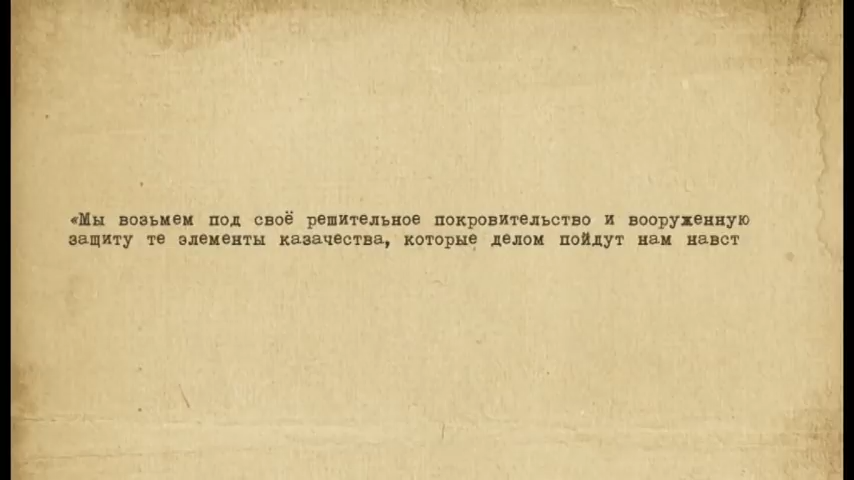 «Мы возьмем под своё решительное покровительство и вооруженную
защиту те элементы казачества, которые делом пойдут нам навст